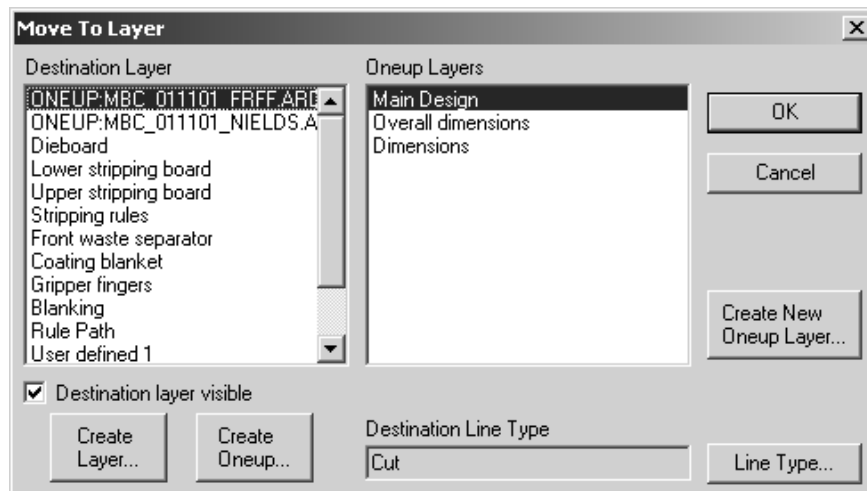 Move To Layer
Destination Layer
ONEUP:MBC_011101_FRFF.ARD
ONEUP:MBC_011101_NIELDS.A
Dieboard
Lower stripping board
Upper stripping board
Stripping rules
Front waste separator
Coating blanket
Gripper fingers
Blanking
Rule Path
User defined 1
Destination layer visible
Create
Layer...
Create
Oneup...
Oneup Layers
Main Design
Overall dimensions
Dimensions
Destination Line Type
Cut
OK
Cancel
Create New
Oneup Layer...
Line Type...